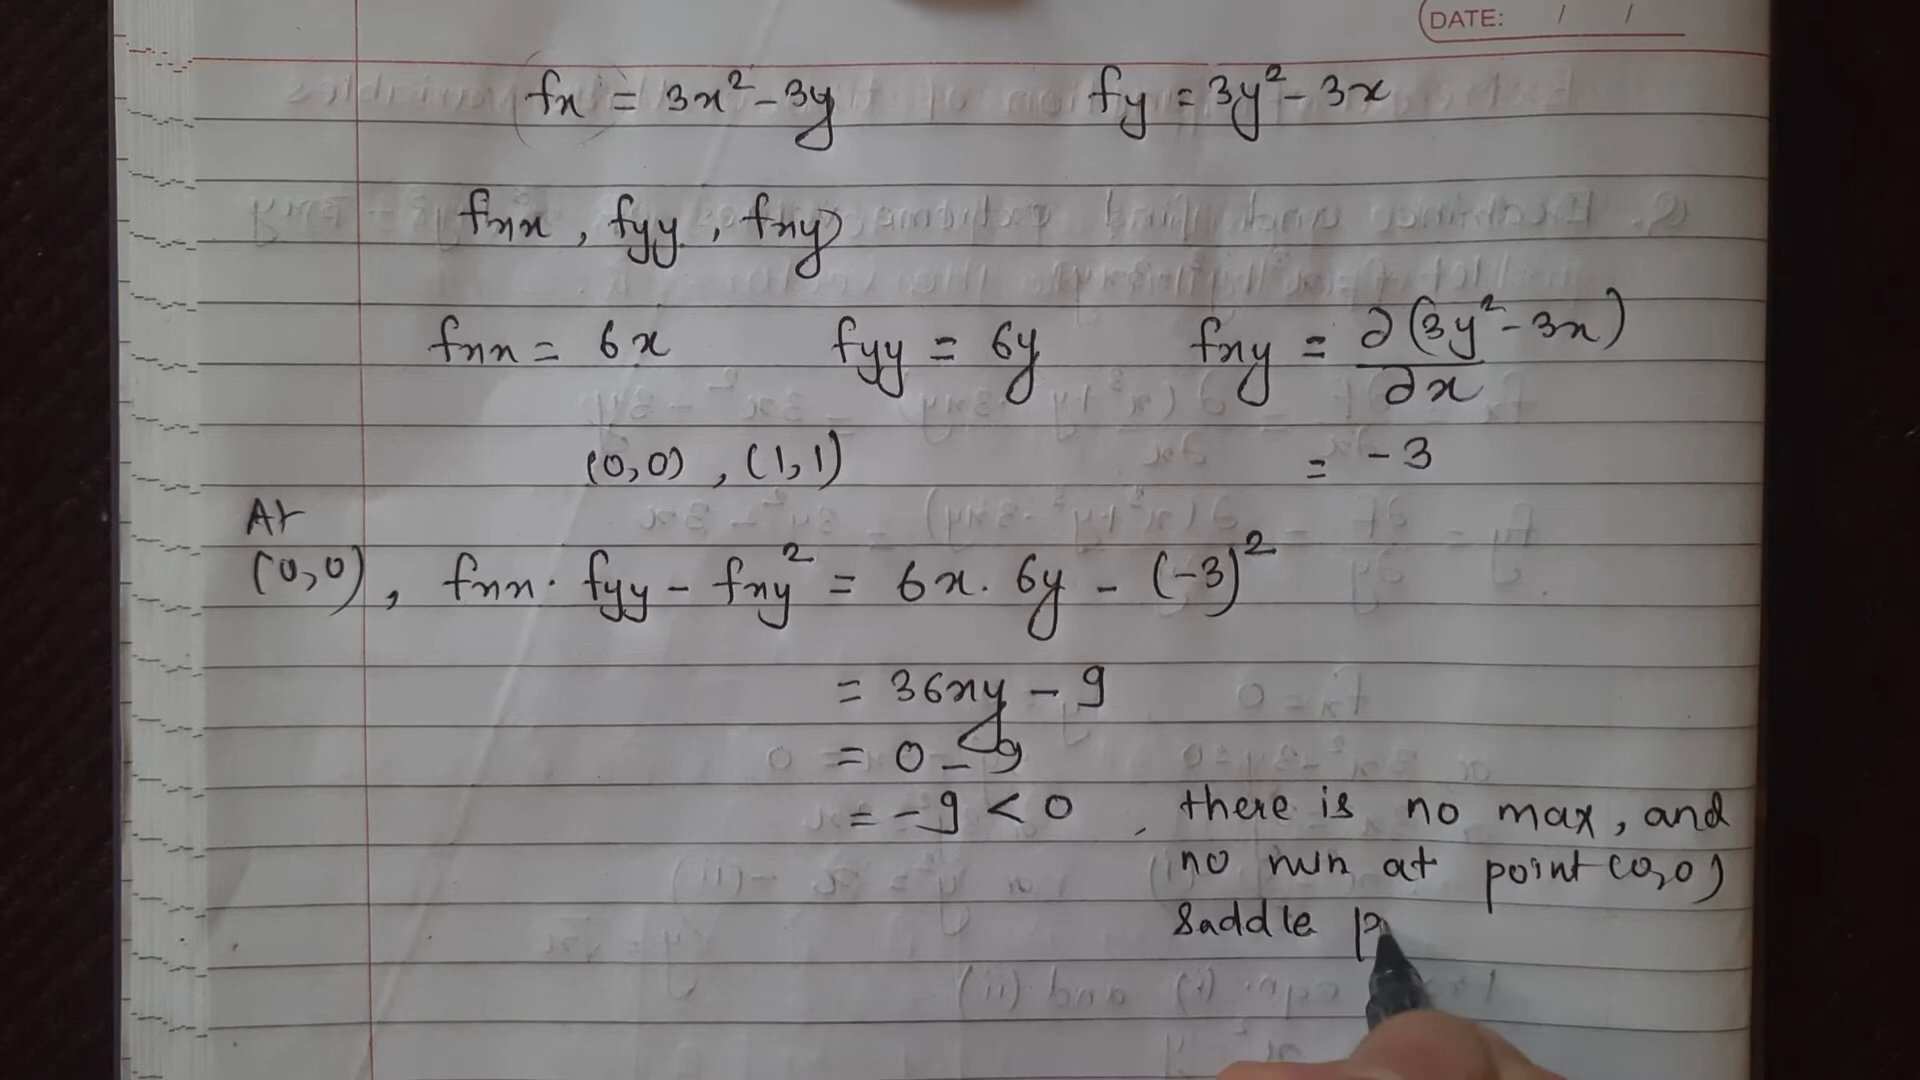 DATE: / /
fx = 3x² - 3y fy = 3y² - 3x
fxx , fyy , fxy
fxx = 6x fyy = 6y fxy = ∂(3y² - 3x)
∂x
(0,0) , (1,1) = -3
At
(0,0), fxx · fyy - fxy² = 6x · 6y - (-3)²
= 36xy - 9
= 0 - 9
= -9 < 0 , there is no max, and
no min at point (0,0)
Saddle p